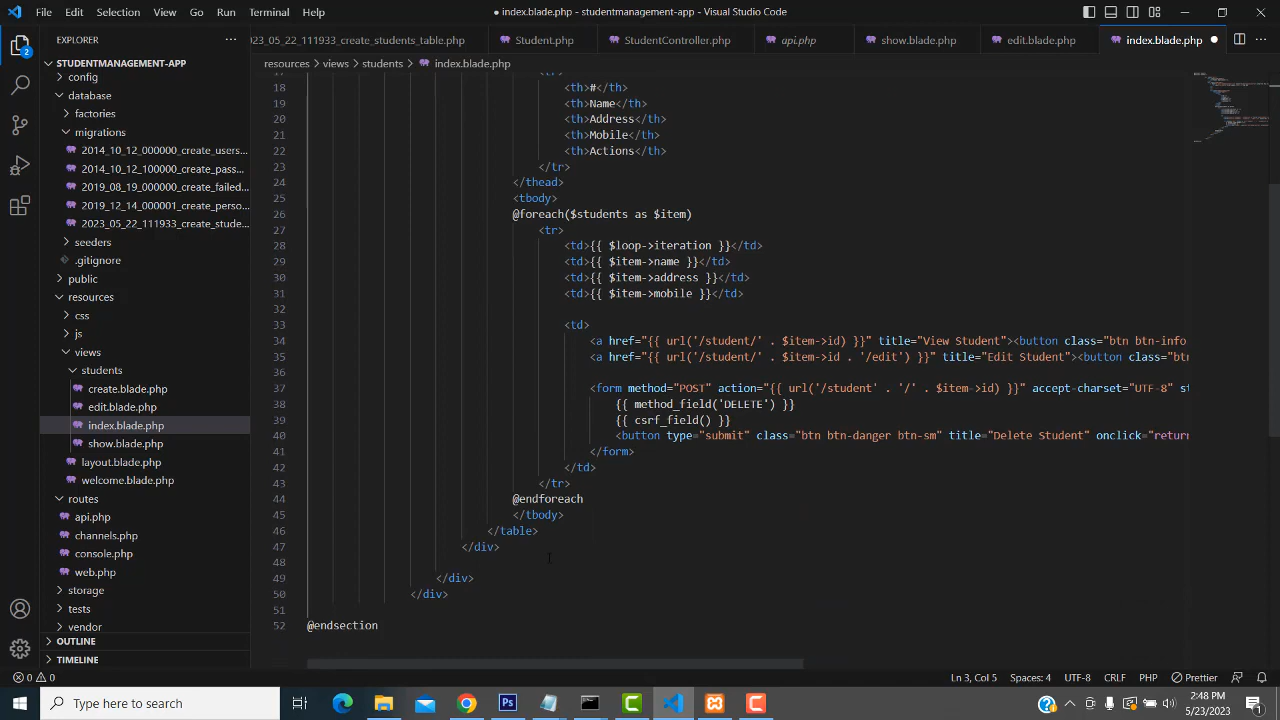 File Edit Selection View Go Run Terminal Help
● index.blade.php - studentmanagement-app - Visual Studio Code
EXPLORER
023_05_22_111933_create_students_table.php Student.php StudentController.php api.php show.blade.php edit.blade.php index.blade.php
STUDENTMANAGEMENT-APP
resources > views > students > index.blade.php
config
database
factories
migrations
2014_10_12_000000_create_users...
2014_10_12_100000_create_pass...
2019_08_19_000000_create_failed...
2019_12_14_000001_create_perso...
2023_05_22_111933_create_stude...
seeders
.gitignore
public
resources
css
js
views
students
create.blade.php
edit.blade.php
index.blade.php
show.blade.php
layout.blade.php
welcome.blade.php
routes
api.php
channels.php
console.php
web.php
storage
tests
vendor
OUTLINE
TIMELINE
17 <tr>
18 <th>#</th>
19 <th>Name</th>
20 <th>Address</th>
21 <th>Mobile</th>
22 <th>Actions</th>
23 </tr>
24 </thead>
25 <tbody>
26 @foreach($students as $item)
27 <tr>
28 <td>{{ $loop->iteration }}</td>
29 <td>{{ $item->name }}</td>
30 <td>{{ $item->address }}</td>
31 <td>{{ $item->mobile }}</td>
32
33 <td>
34 <a href="{{ url('/student/' . $item->id) }}" title="View Student"><button class="btn btn-info
35 <a href="{{ url('/student/' . $item->id . '/edit') }}" title="Edit Student"><button class="btn
36
37 <form method="POST" action="{{ url('/student' . '/' . $item->id) }}" accept-charset="UTF-8" st
38 {{ method_field('DELETE') }}
39 {{ csrf_field() }}
40 <button type="submit" class="btn btn-danger btn-sm" title="Delete Student" onclick="return
41 </form>
42 </td>
43 </tr>
44 @endforeach
45 </tbody>
46 </table>
47 </div>
48
49 </div>
50 </div>
51
52 @endsection
0 0 Ln 3, Col 5 Spaces: 4 UTF-8 CRLF PHP Prettier
Type here to search
2:48 PM
5/23/2023
2
1